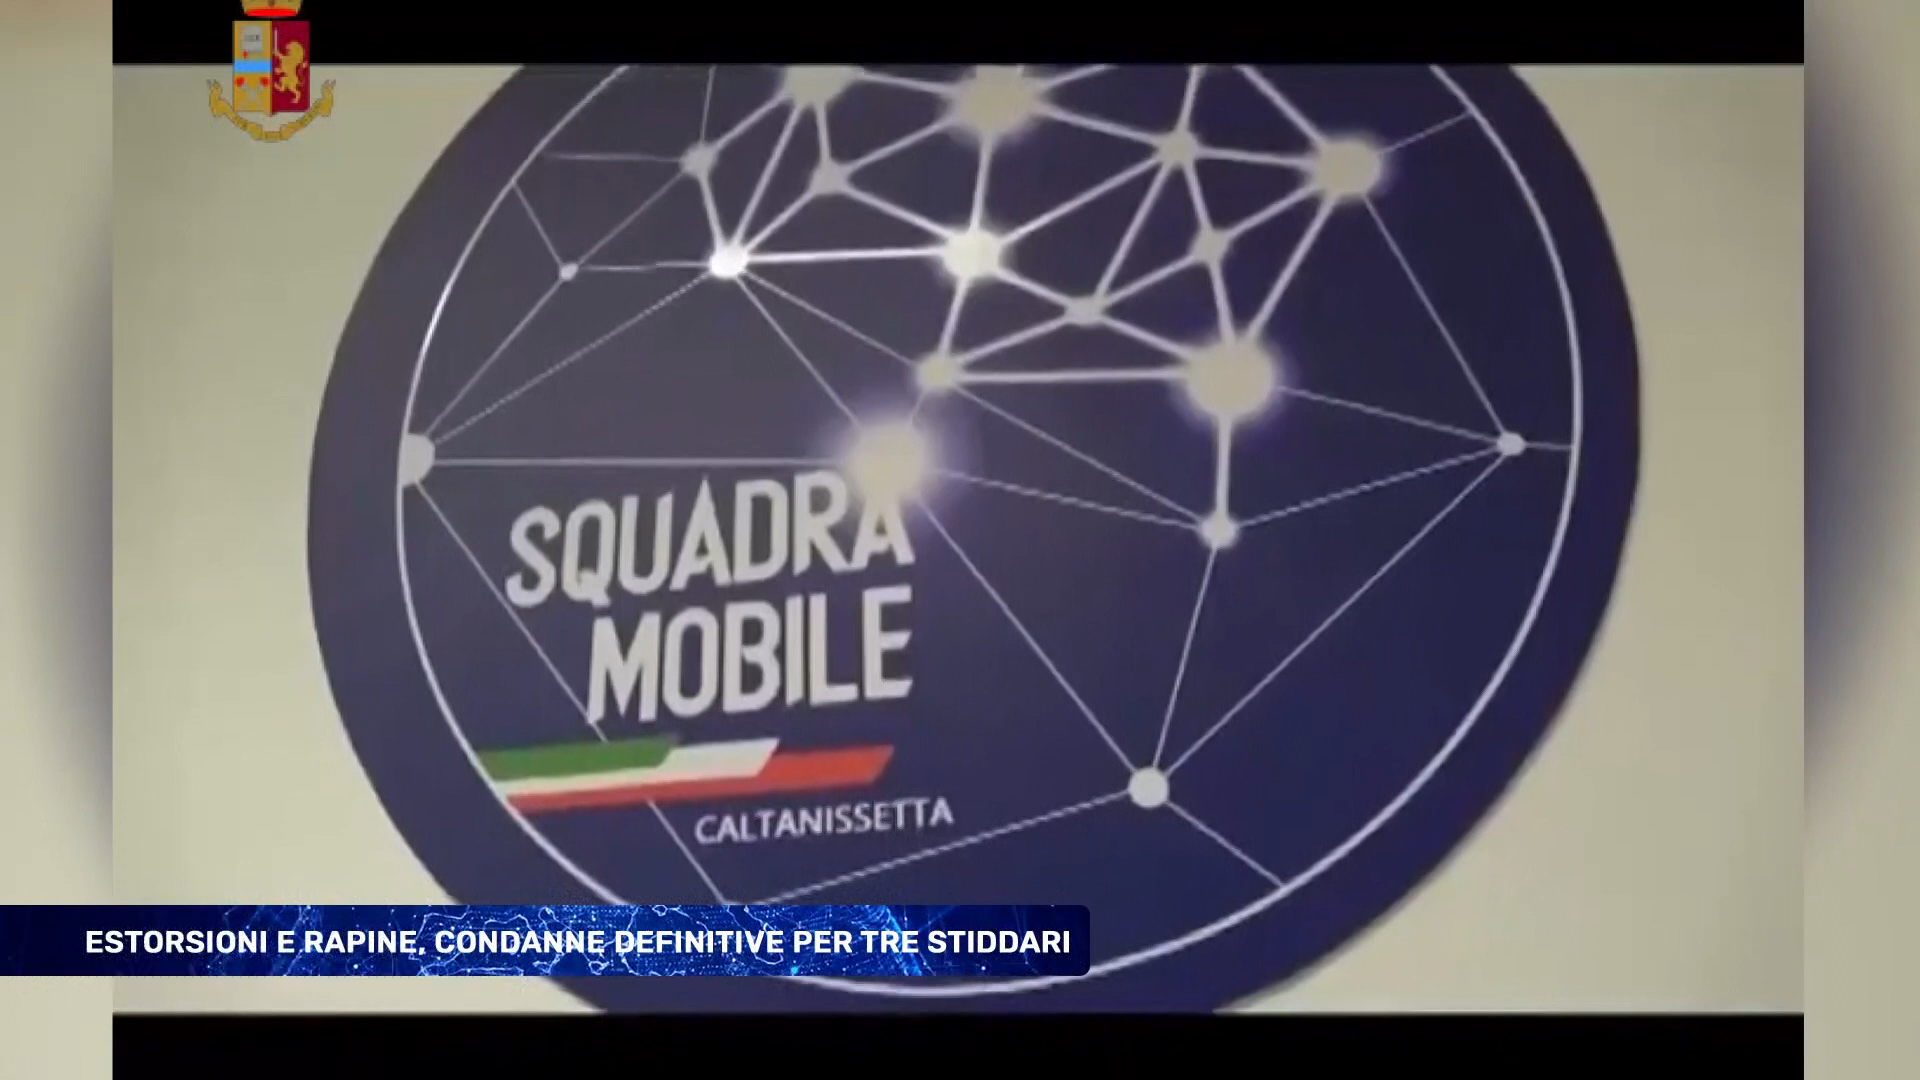 SQUADRA
MOBILE
CALTANISSETTA
ESTORSIONI E RAPINE, CONDANNE DEFINITIVE PER TRE STIDDARI